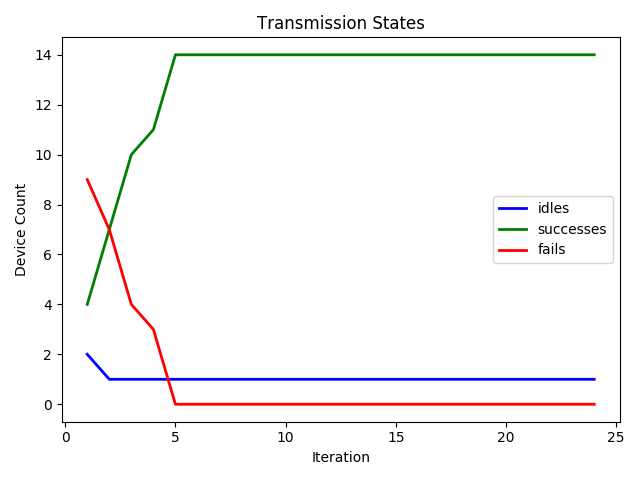 Transmission States
Device Count
14
12
10
8
6
4
2
0
idles
successes
fails
0 5 10 15 20 25
Iteration